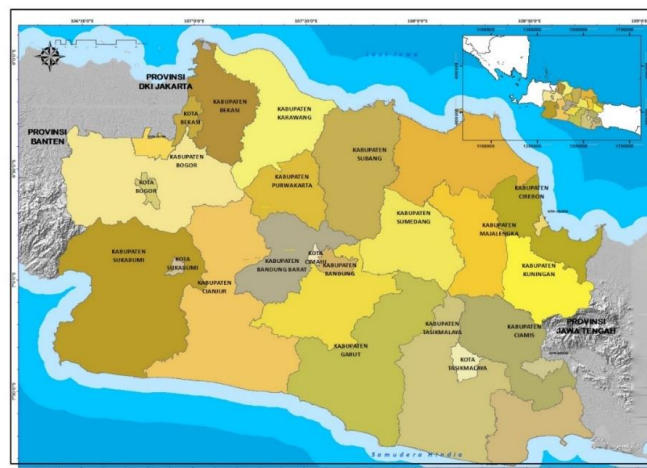 PROVINSI
DKI JAKARTA
KOTA
BEKASI
KABUPATEN
BEKASI
KABUPATEN
KARAWANG
PROVINSI
BANTEN
KABUPATEN
BOGOR
KOTA
BOGOR
KABUPATEN
PURWAKARTA
KABUPATEN
SUBANG
KABUPATEN
CIREBON
KABUPATEN
SUMEDANG
KABUPATEN
MAJALENGKA
KABUPATEN
SUKABUMI
KOTA
SUKABUMI
KABUPATEN
CIANJUR
KABUPATEN
BANDUNG BARAT
KOTA
CIMAHI
KABUPATEN
BANDUNG
KABUPATEN
KUNINGAN
PROVINSI
JAWA TENGAH
KABUPATEN
TASIKMALAYA
KABUPATEN
CIAMIS
KABUPATEN
GARUT
KOTA
TASIKMALAYA
Samudera Hindia